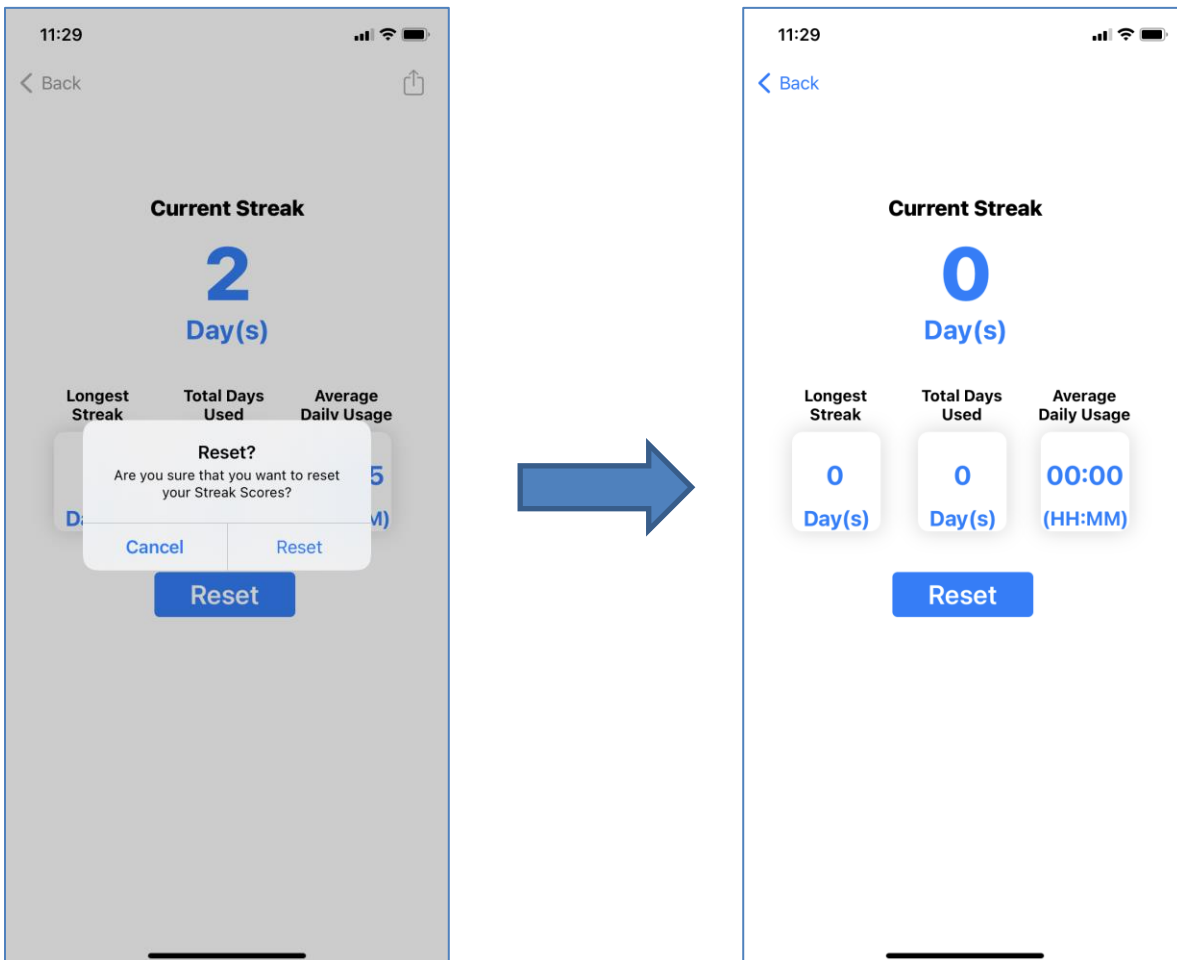 11:29
Back
Current Streak
2
Day(s)
Longest
Streak
Total Days
Used
Average
Daily Usage
Reset?
Are you sure that you want to reset
your Streak Scores?
Cancel
Reset
Reset
11:29
Back
Current Streak
0
Day(s)
Longest
Streak
Total Days
Used
Average
Daily Usage
0
Day(s)
0
Day(s)
00:00
(HH:MM)
Reset